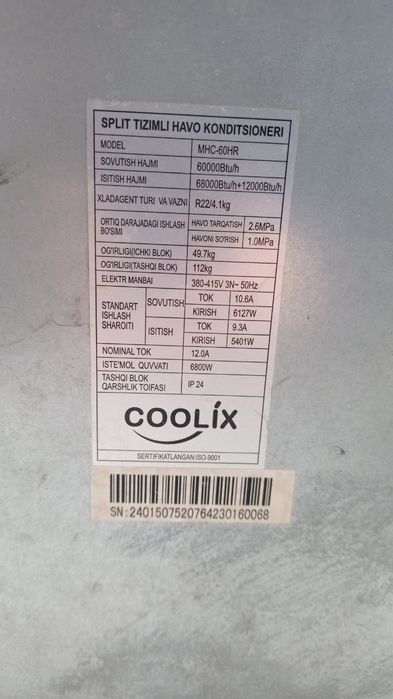 SPLIT TIZIMLI HAVO KONDITSIONERI
MODEL MHC-60HR
SOVUTISH HAJMI 60000Btu/h
ISITISH HAJMI 68000Btu/h+12000Btu/h
XLADAGENT TURI VA VAZNI R22/4.1kg
ORTIQ DARAJADAGI ISHLASH BO'SIMI
HAVO TARQATISH 2.6MPa
HAVONI SO'RISH 1.0MPa
OG'IRLIGI(ICHKI BLOK) 49.7kg
OG'IRLIGI(TASHQI BLOK) 112kg
ELEKTR MANBAI 380-415V 3N~ 50Hz
STANDART ISHLASH SHAROITI
SOVUTISH TOK 10.6A
KIRISH 6127W
ISITISH TOK 9.3A
KIRISH 5401W
NOMINAL TOK 12.0A
ISTE'MOL QUVVATI 6800W
TASHQI BLOK QARSHLIK TOIFASI IP 24
COOLIX
SERTIFIKATLANGAN:ISO-9001
SN:2401507520764230160068